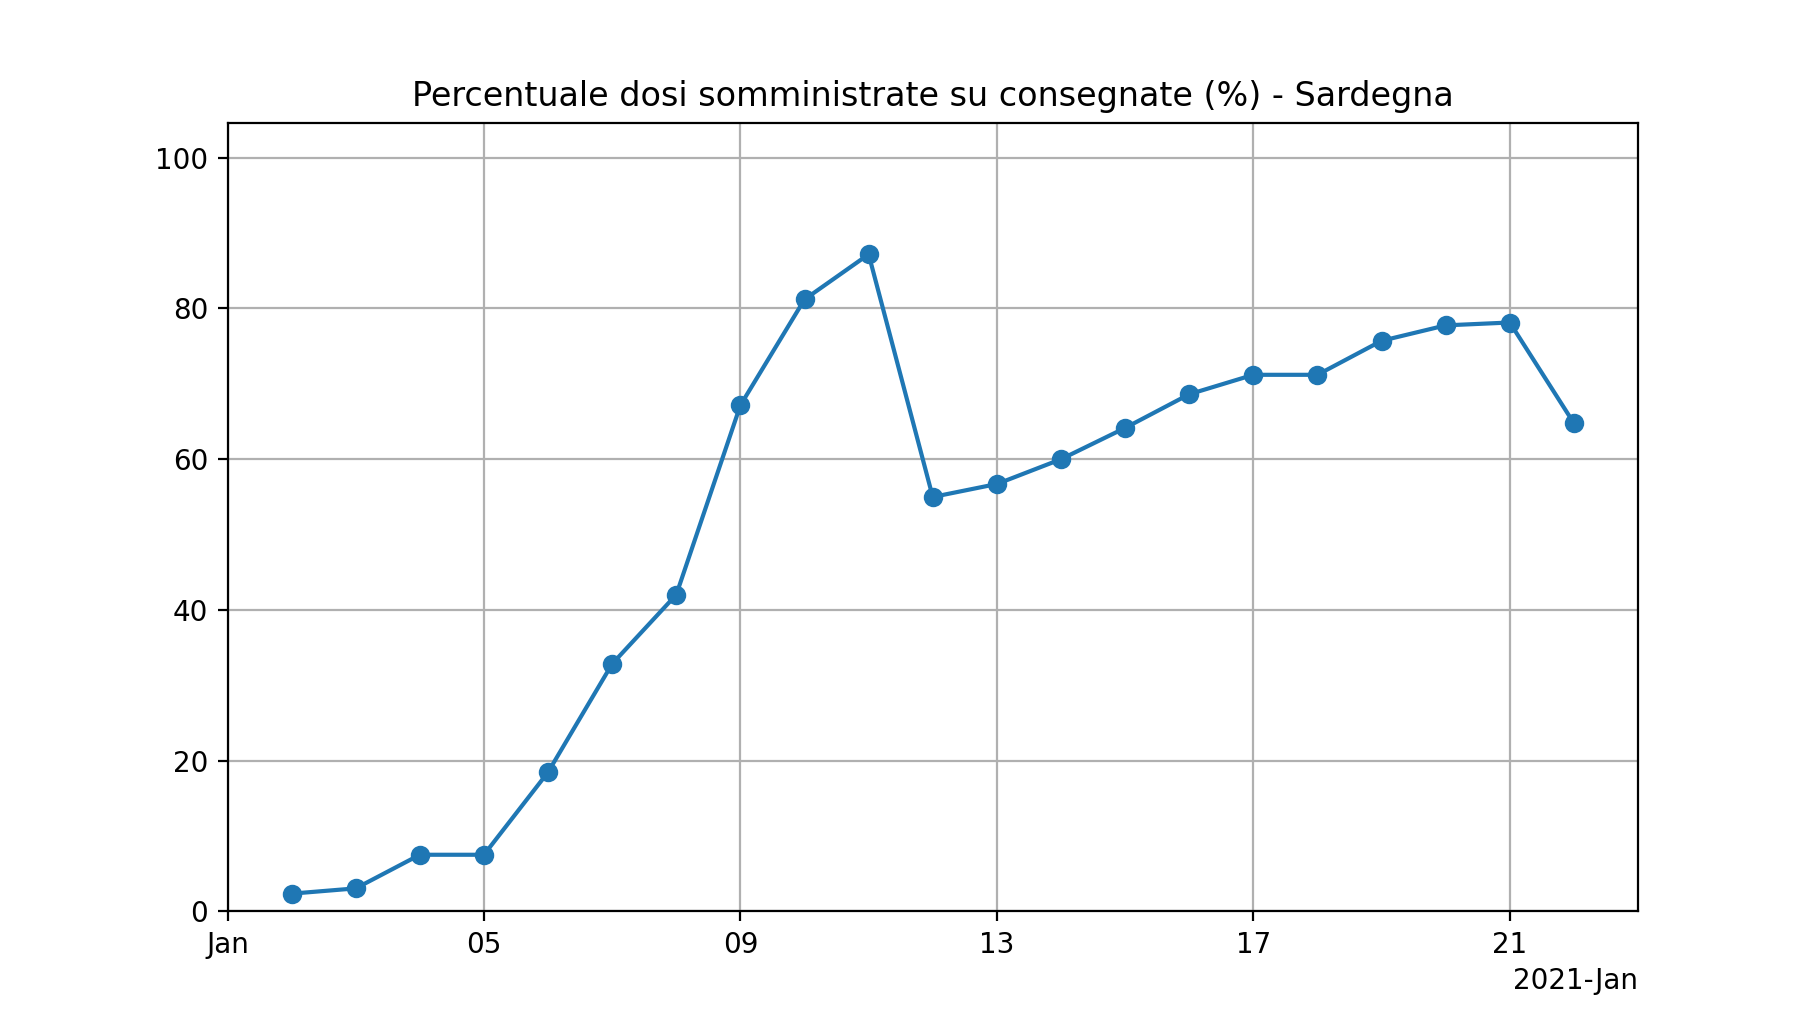 Percentuale dosi somministrate su consegnate (%) - Sardegna
100
80
60
40
20
0
Jan 05 09 13 17 21
2021-Jan